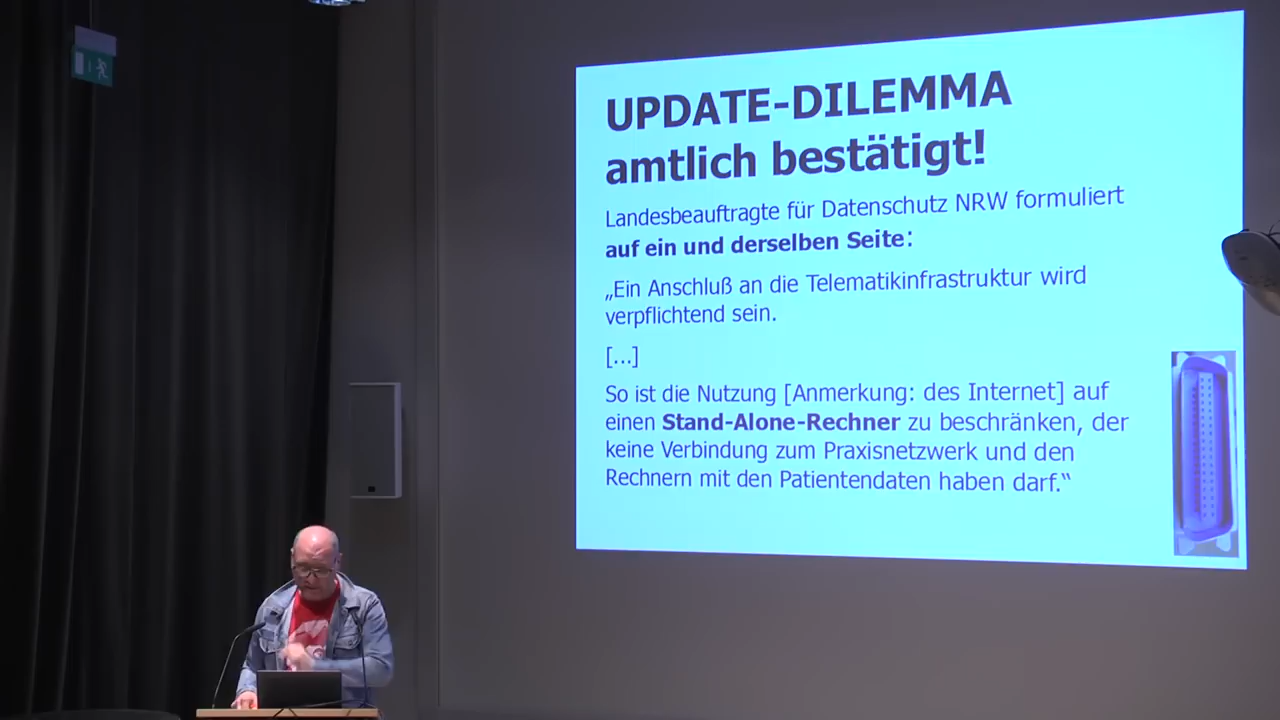 UPDATE-DILEMMA
amtlich bestätigt!
Landesbeauftragte für Datenschutz NRW formuliert
auf ein und derselben Seite:
„Ein Anschluß an die Telematikinfrastruktur wird
verpflichtend sein.
[...]
So ist die Nutzung [Anmerkung: des Internet] auf
einen Stand-Alone-Rechner zu beschränken, der
keine Verbindung zum Praxisnetzwerk und den
Rechnern mit den Patientendaten haben darf.“